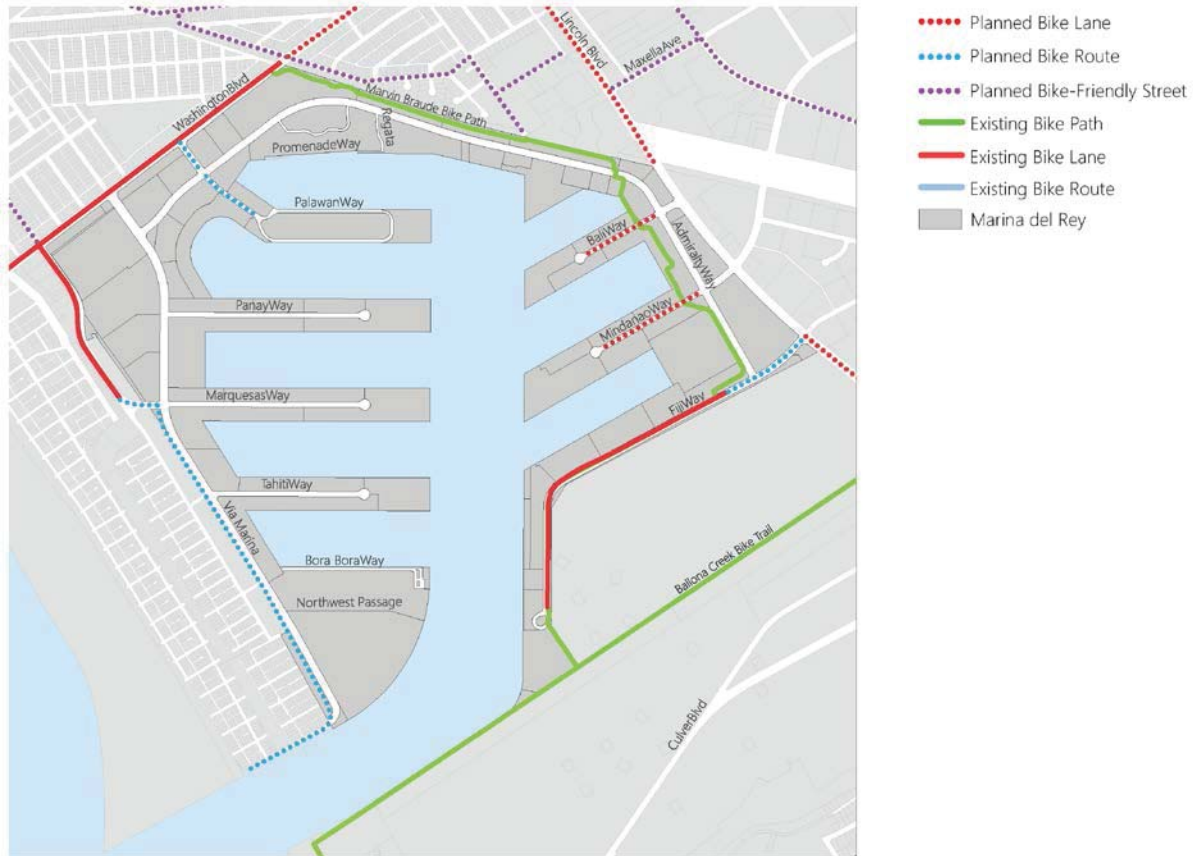 Planned Bike Lane
Planned Bike Route
Planned Bike-Friendly Street
Existing Bike Path
Existing Bike Lane
Existing Bike Route
Marina del Rey
Lincoln Blvd
MaxellaAve
WashingtonBlvd
Marvin Braude Bike Path
Regata
PromenadeWay
PalawanWay
BaliWay
AdmiraltyWay
PanayWay
MindanaoWay
MarquesasWay
FijiWay
TahitiWay
Via Marina
Bora BoraWay
Northwest Passage
Ballona Creek Bike Trail
CulverBlvd